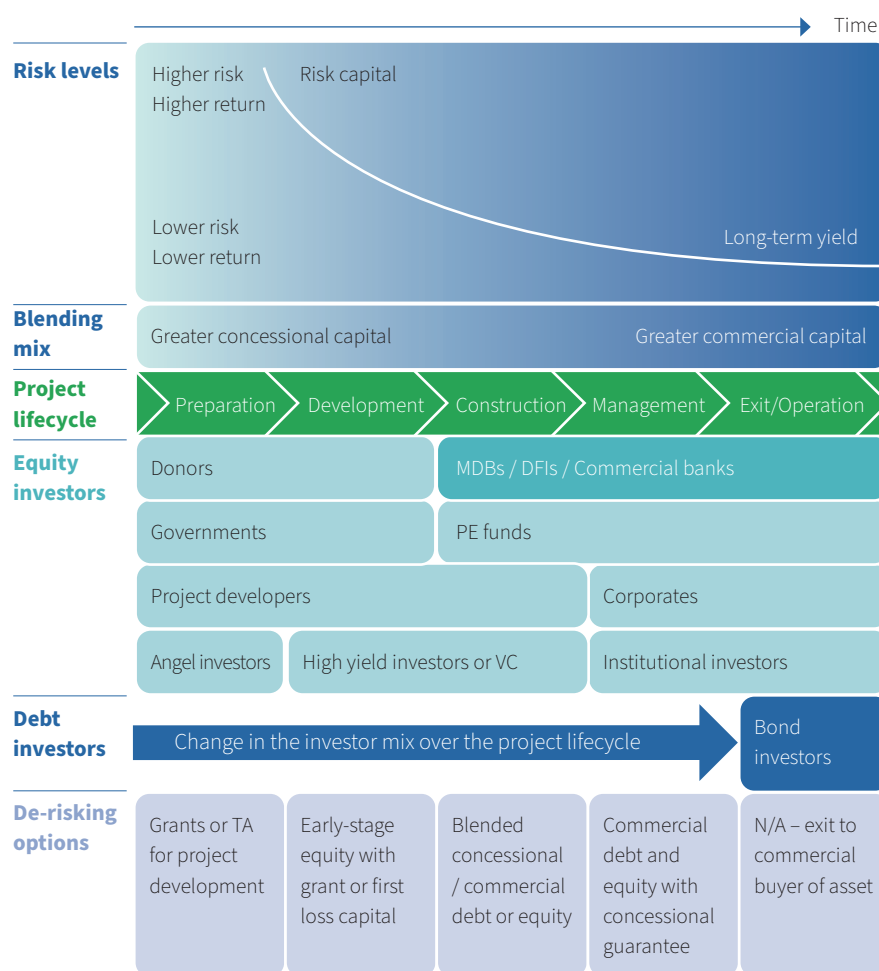 Time
Risk levels
Higher risk
Higher return
Risk capital
Lower risk
Lower return
Long-term yield
Blending
mix
Greater concessional capital
Greater commercial capital
Project
lifecycle
Preparation
Development
Construction
Management
Exit/Operation
Equity
investors
Donors
MDBs / DFIs / Commercial banks
Governments
PE funds
Project developers
Corporates
Angel investors
High yield investors or VC
Institutional investors
Debt
investors
Change in the investor mix over the project lifecycle
Bond
investors
De-risking
options
Grants or TA
for project
development
Early-stage
equity with
grant or first
loss capital
Blended
concessional
/ commercial
debt or equity
Commercial
debt and
equity with
concessional
guarantee
N/A – exit to
commercial
buyer of asset